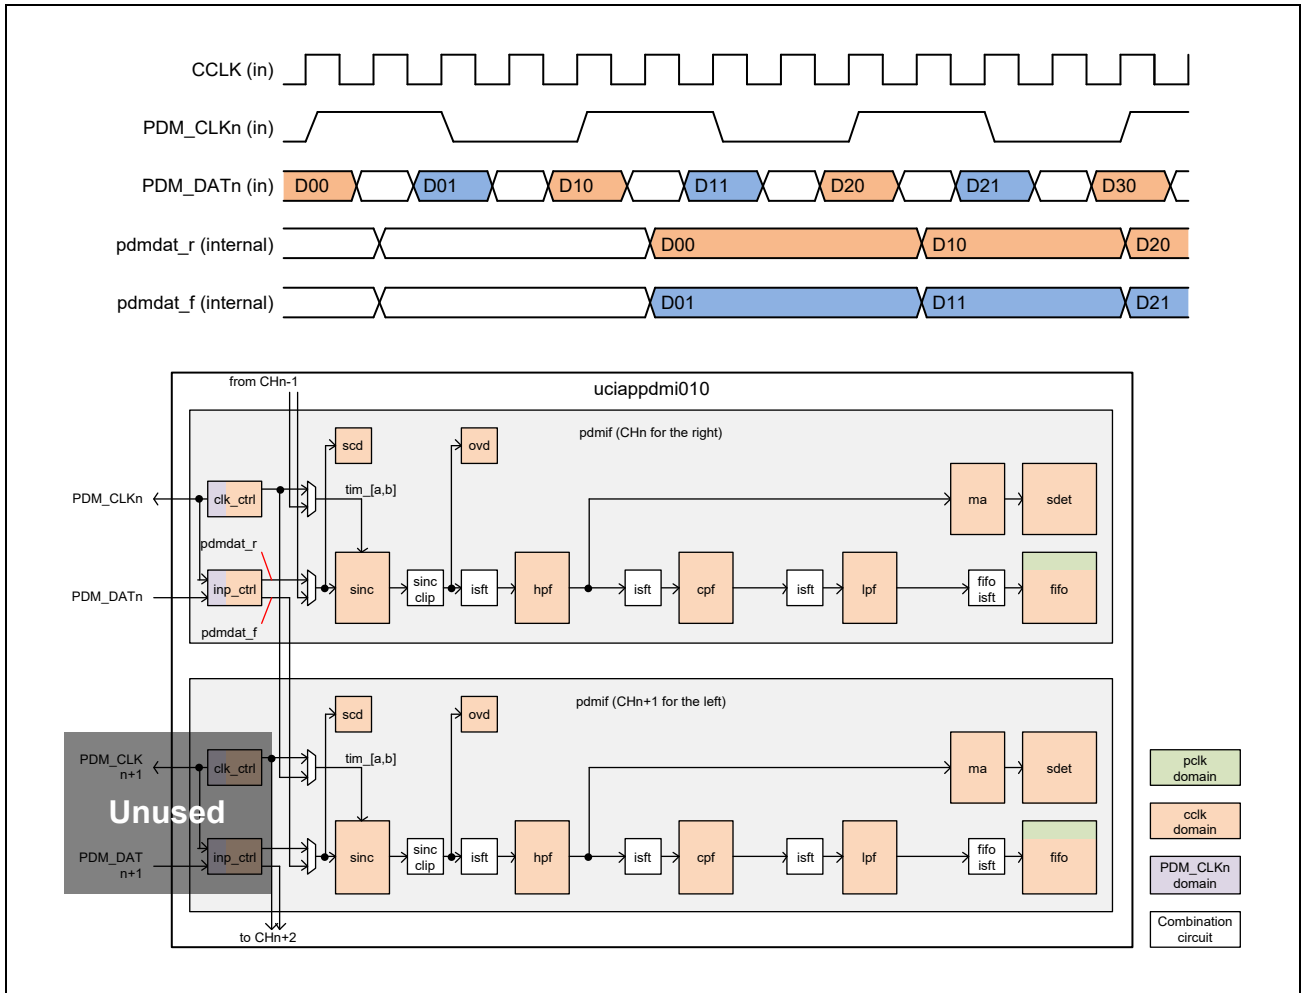 CCLK (in)
PDM_CLKn (in)
PDM_DATn (in)
D00
D01
D10
D11
D20
D21
D30
pdmdat_r (internal)
D00
D10
D20
pdmdat_f (internal)
D01
D11
D21
from CHn-1
uciappdmi010
pdmif (CHn for the right)
scd
ovd
PDM_CLKn
clk_ctrl
tim_[a,b]
ma
sdet
pdmdat_r
PDM_DATn
inp_ctrl
sinc
sinc
clip
isft
hpf
isft
cpf
isft
lpf
fifo
isft
fifo
pdmdat_f
pdmif (CHn+1 for the left)
scd
ovd
PDM_CLK
n+1
clk_ctrl
tim_[a,b]
ma
sdet
Unused
PDM_DAT
n+1
inp_ctrl
sinc
sinc
clip
isft
hpf
isft
cpf
isft
lpf
fifo
isft
fifo
to CHn+2
pclk
domain
cclk
domain
PDM_CLKn
domain
Combination
circuit